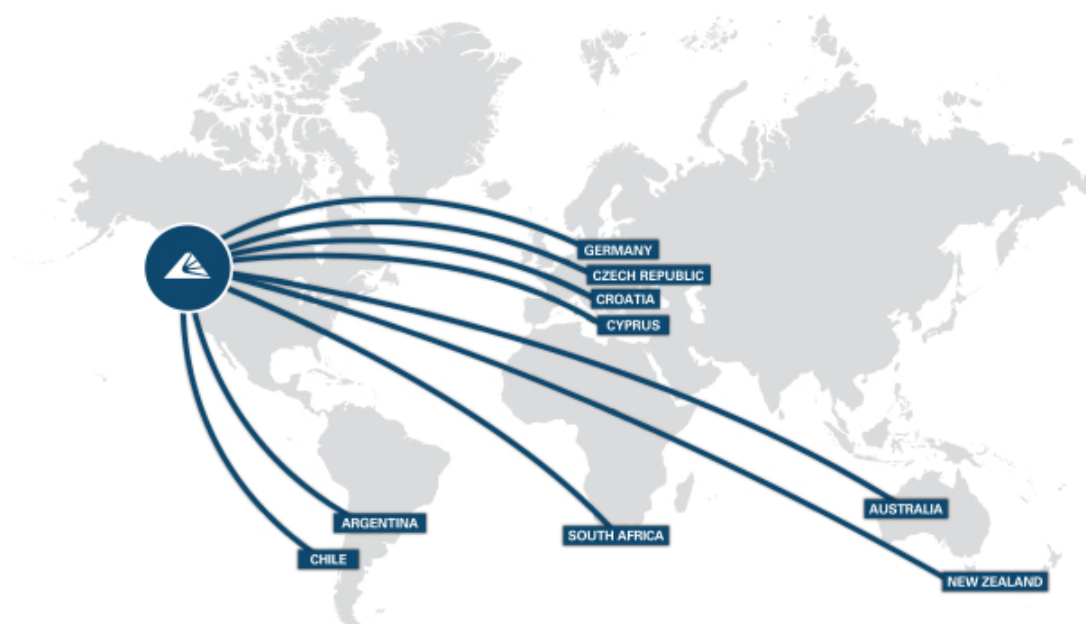 GERMANY
CZECH REPUBLIC
CROATIA
CYPRUS
AUSTRALIA
ARGENTINA
SOUTH AFRICA
CHILE
NEW ZEALAND